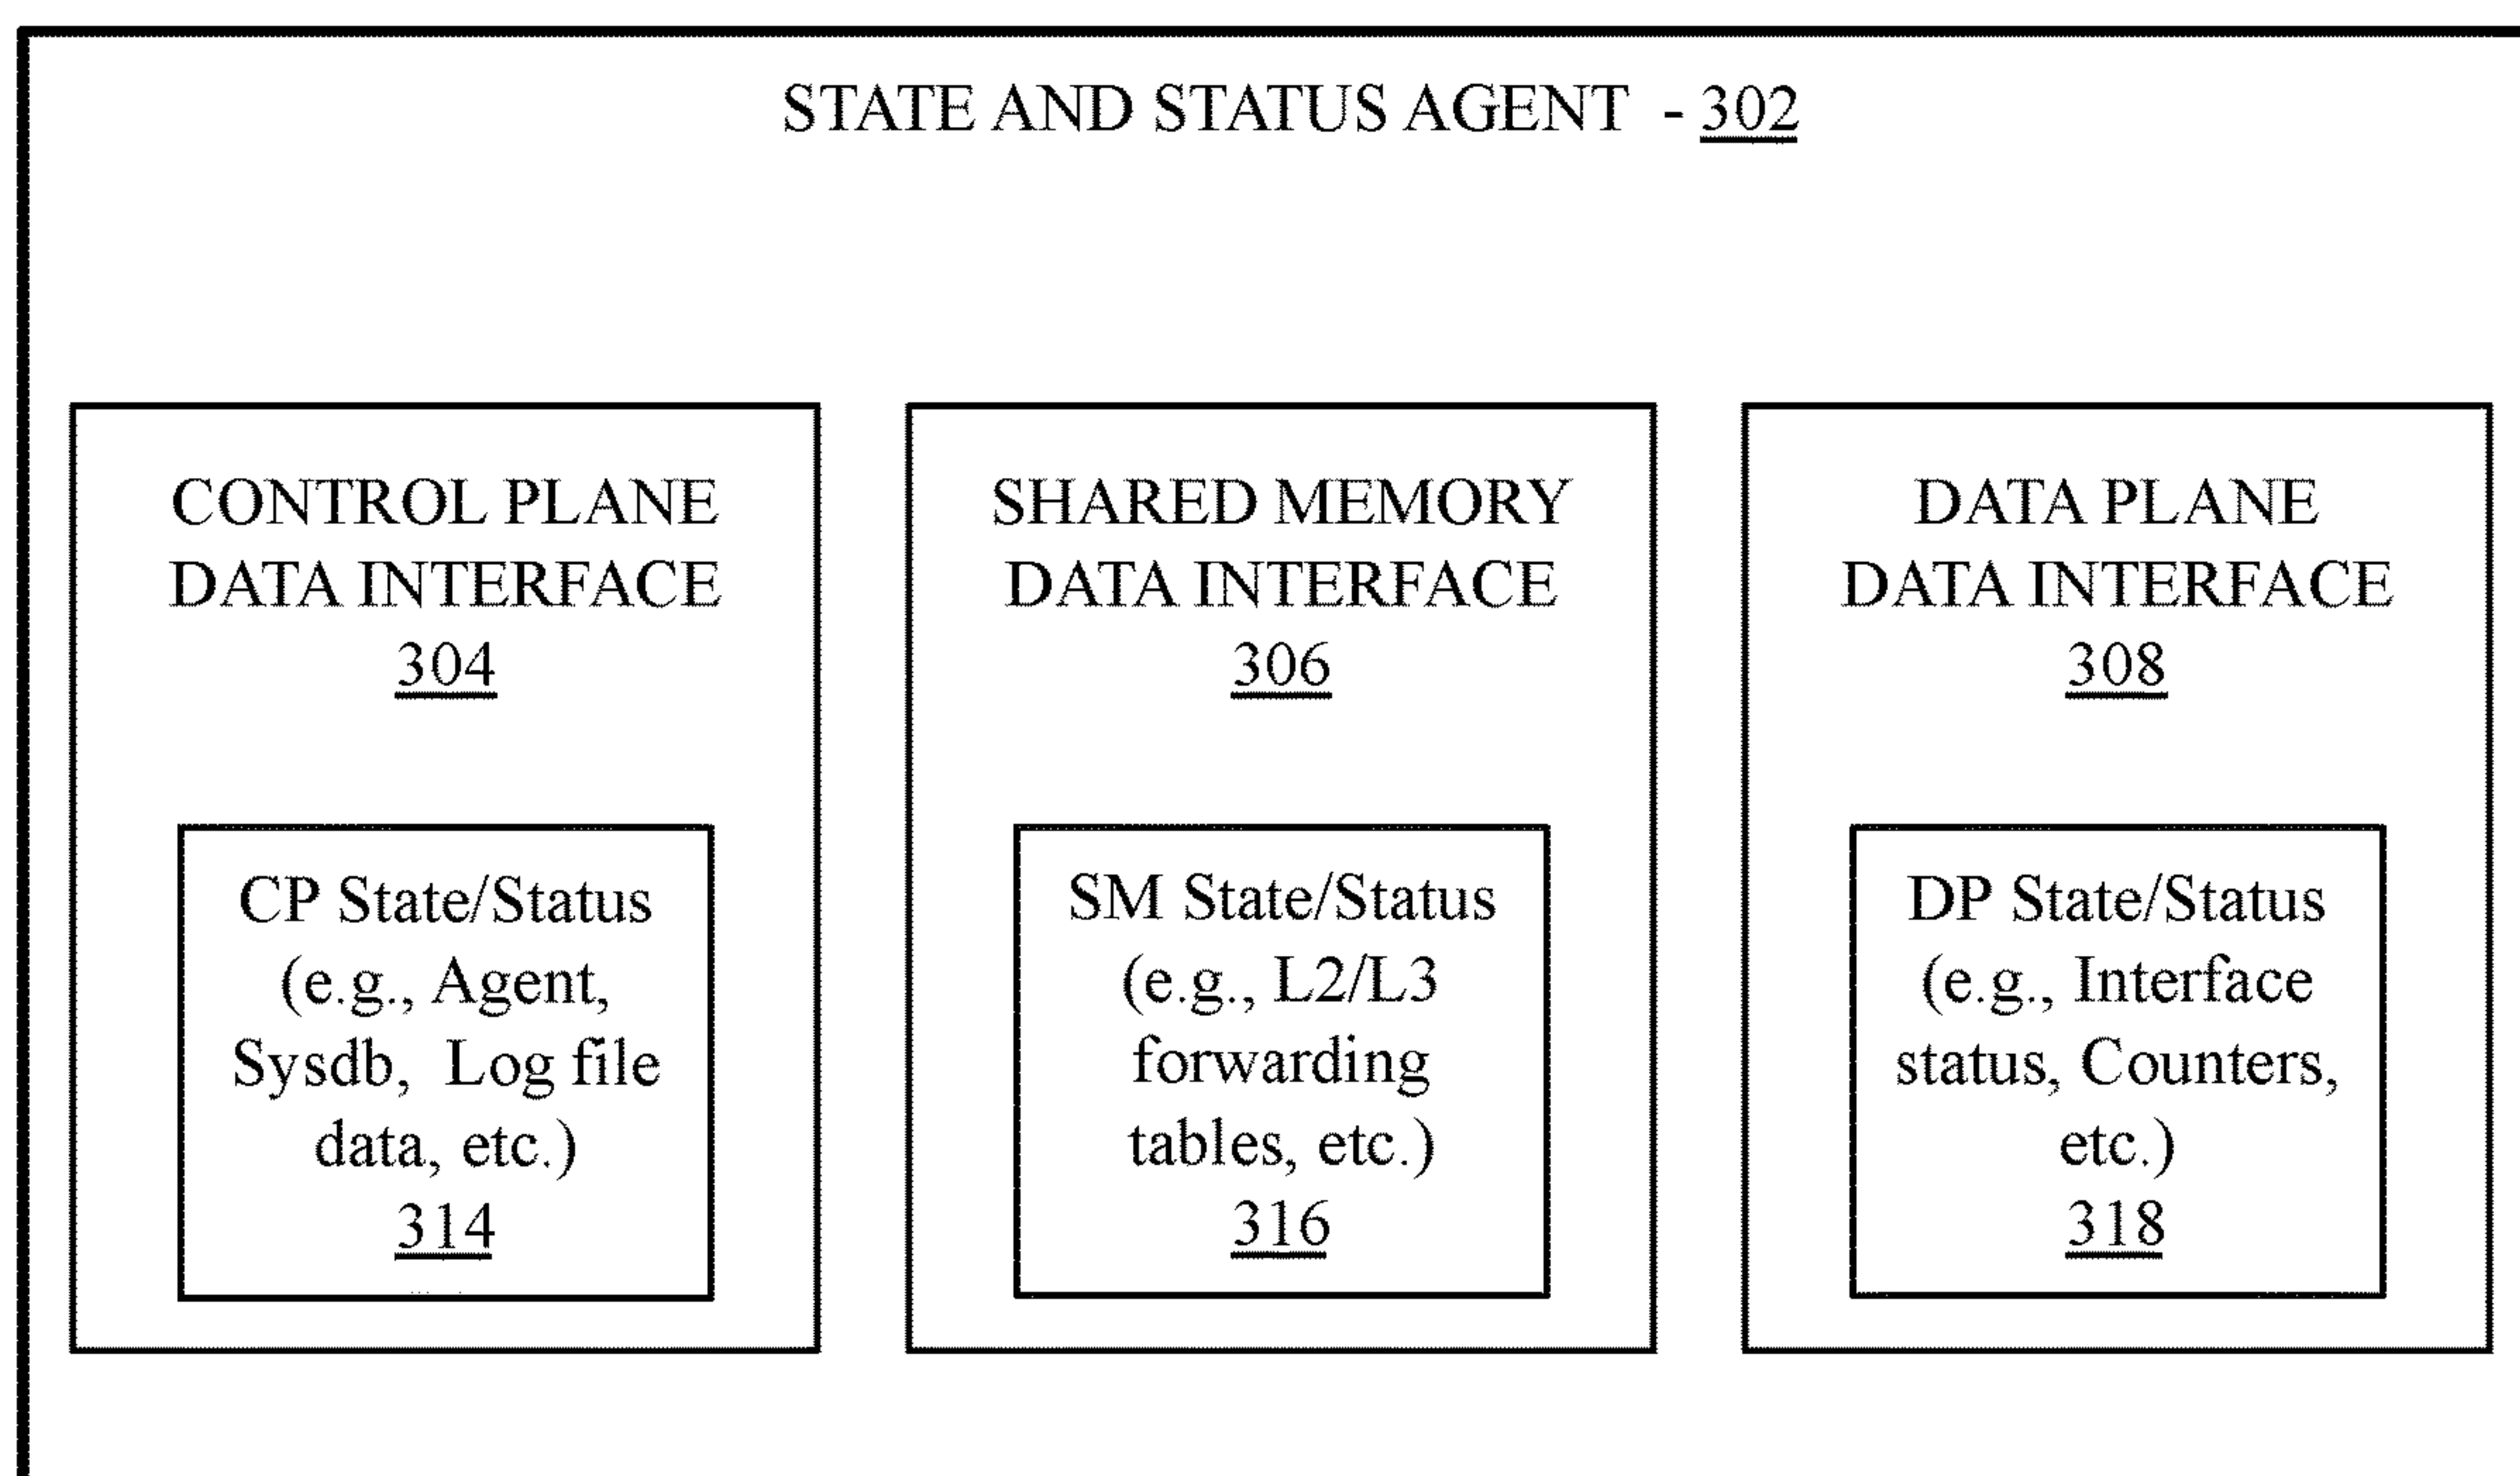 STATE AND STATUS AGENT - 302
CONTROL PLANE
DATA INTERFACE
304
CP State/Status
(e.g., Agent,
Sysdb, Log file
data, etc.)
314
SHARED MEMORY
DATA INTERFACE
306
SM State/Status
(e.g., L2/L3
forwarding
tables, etc.)
316
DATA PLANE
DATA INTERFACE
308
DP State/Status
(e.g., Interface
status, Counters,
etc.)
318